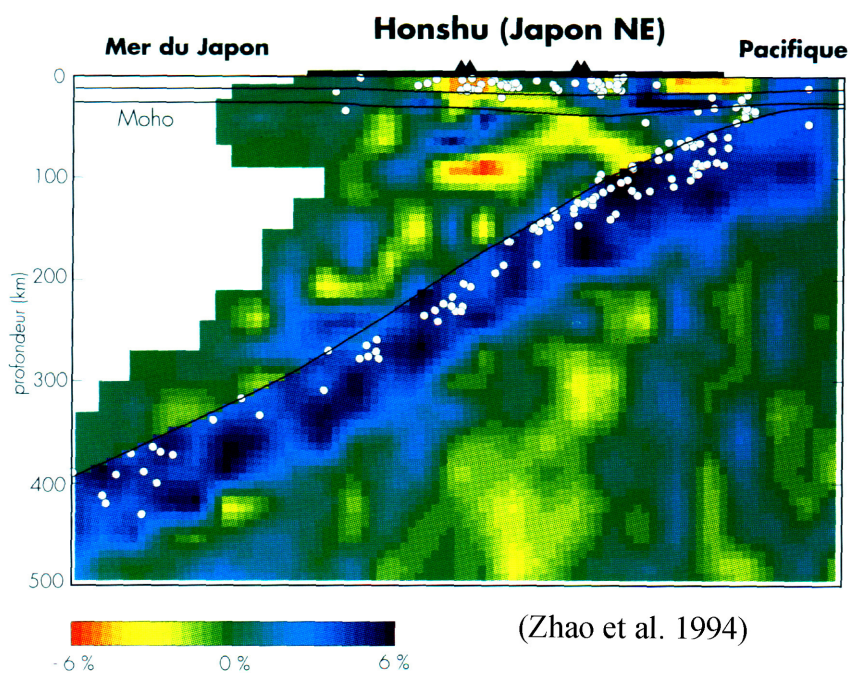 Honshu (Japon NE)
Mer du Japon
Pacifique
0
Moho
100
200
300
400
500
profondeur (km)
-6 %
0 %
6 %
(Zhao et al. 1994)